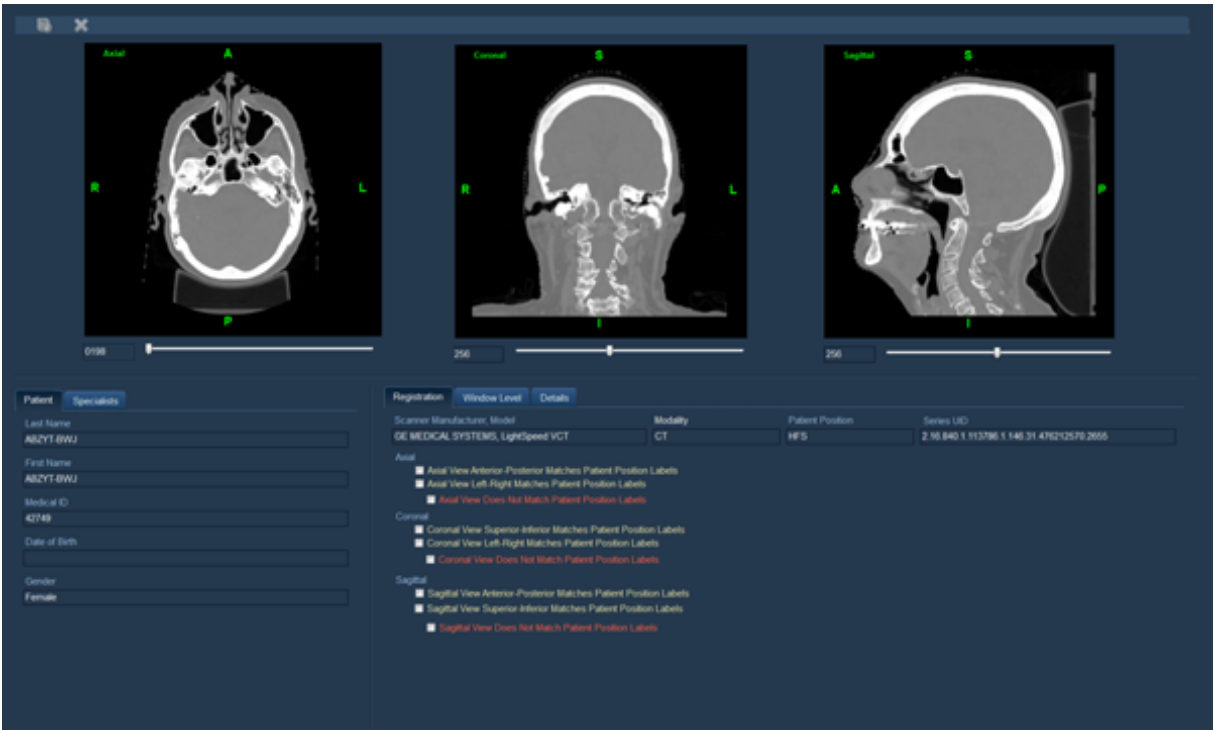 Axial A
R L
P
0198
Coronal S
R L
I
256
Sagittal S
A P
I
256
Patient Specialists
Last Name
ABZYT-BWJ
First Name
ABZYT-BWJ
Medical ID
42749
Date of Birth
Gender
Female
Registration Window Level Details
Scanner Manufacturer, Model Modality Patient Position Series UID
GE MEDICAL SYSTEMS, LightSpeed VCT CT HFS 2.16.840.1.113786.1.146.31.476212570.2655
Axial
Axial View Anterior-Posterior Matches Patient Position Labels
Axial View Left-Right Matches Patient Position Labels
Axial View Does Not Match Patient Position Labels
Coronal
Coronal View Superior-Inferior Matches Patient Position Labels
Coronal View Left-Right Matches Patient Position Labels
Coronal View Does Not Match Patient Position Labels
Sagittal
Sagittal View Anterior-Posterior Matches Patient Position Labels
Sagittal View Superior-Inferior Matches Patient Position Labels
Sagittal View Does Not Match Patient Position Labels